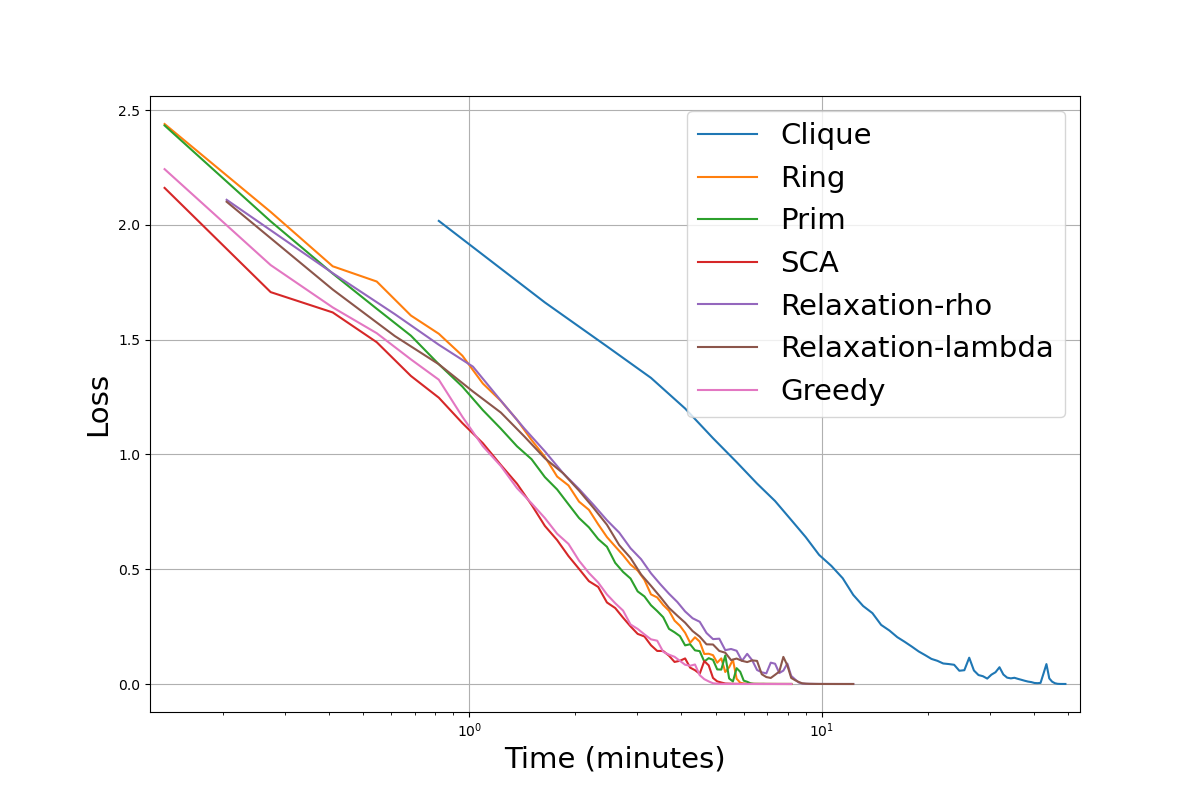 2.5
2.0
1.5
1.0
0.5
0.0
Loss
10⁰
10¹
Time (minutes)
Clique
Ring
Prim
SCA
Relaxation-rho
Relaxation-lambda
Greedy